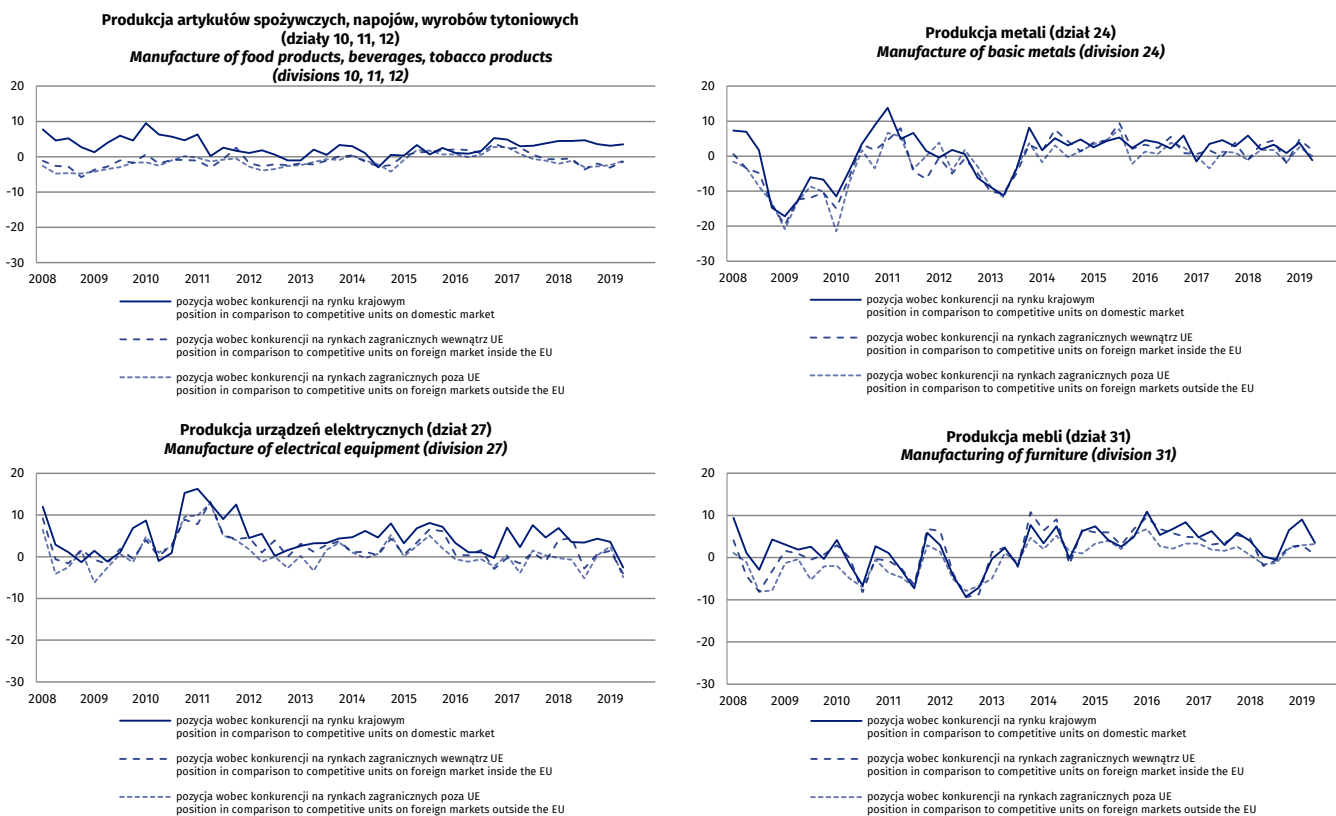 Produkcja artykułów spożywczych, napojów, wyrobów tytoniowych
(działy 10, 11, 12)
Manufacture of food products, beverages, tobacco products
(divisions 10, 11, 12)
20
10
0
-10
-20
-30
2008 2009 2010 2011 2012 2013 2014 2015 2016 2017 2018 2019
pozycja wobec konkurencji na rynku krajowym
position in comparison to competitive units on domestic market
pozycja wobec konkurencji na rynkach zagranicznych wewnątrz UE
position in comparison to competitive units on foreign market inside the EU
pozycja wobec konkurencji na rynkach zagranicznych poza UE
position in comparison to competitive units on foreign markets outside the EU
Produkcja metali (dział 24)
Manufacture of basic metals (division 24)
20
10
0
-10
-20
-30
2008 2009 2010 2011 2012 2013 2014 2015 2016 2017 2018 2019
pozycja wobec konkurencji na rynku krajowym
position in comparison to competitive units on domestic market
pozycja wobec konkurencji na rynkach zagranicznych wewnątrz UE
position in comparison to competitive units on foreign market inside the EU
pozycja wobec konkurencji na rynkach zagranicznych poza UE
position in comparison to competitive units on foreign markets outside the EU
Produkcja urządzeń elektrycznych (dział 27)
Manufacture of electrical equipment (division 27)
20
10
0
-10
-20
-30
2008 2009 2010 2011 2012 2013 2014 2015 2016 2017 2018 2019
pozycja wobec konkurencji na rynku krajowym
position in comparison to competitive units on domestic market
pozycja wobec konkurencji na rynkach zagranicznych wewnątrz UE
position in comparison to competitive units on foreign market inside the EU
pozycja wobec konkurencji na rynkach zagranicznych poza UE
position in comparison to competitive units on foreign markets outside the EU
Produkcja mebli (dział 31)
Manufacturing of furniture (division 31)
20
10
0
-10
-20
-30
2008 2009 2010 2011 2012 2013 2014 2015 2016 2017 2018 2019
pozycja wobec konkurencji na rynku krajowym
position in comparison to competitive units on domestic market
pozycja wobec konkurencji na rynkach zagranicznych wewnątrz UE
position in comparison to competitive units on foreign market inside the EU
pozycja wobec konkurencji na rynkach zagranicznych poza UE
position in comparison to competitive units on foreign markets outside the EU